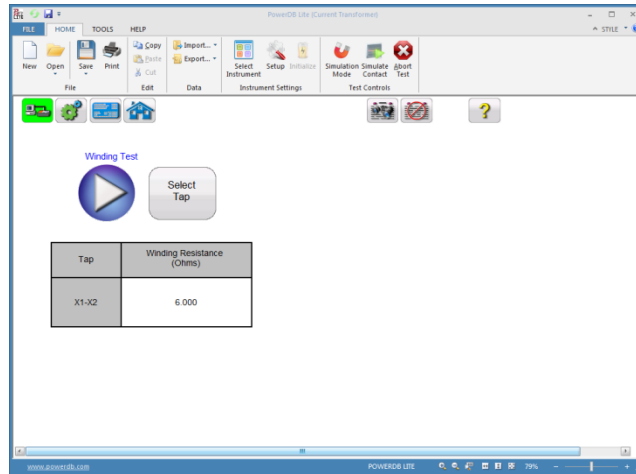 PowerDB Lite (Current Transformer)
FILE HOME TOOLS HELP STYLE
New Open Save Print
Copy
Paste
Cut
Import...
Export...
Select Instrument Setup Initialize
Simulation Mode Simulate Contact Abort Test
File Edit Data Instrument Settings Test Controls
Winding Test
Select
Tap
Tap Winding Resistance
(Ohms)
X1-X2 6.000
www.powerdb.com POWERDB LITE 79%